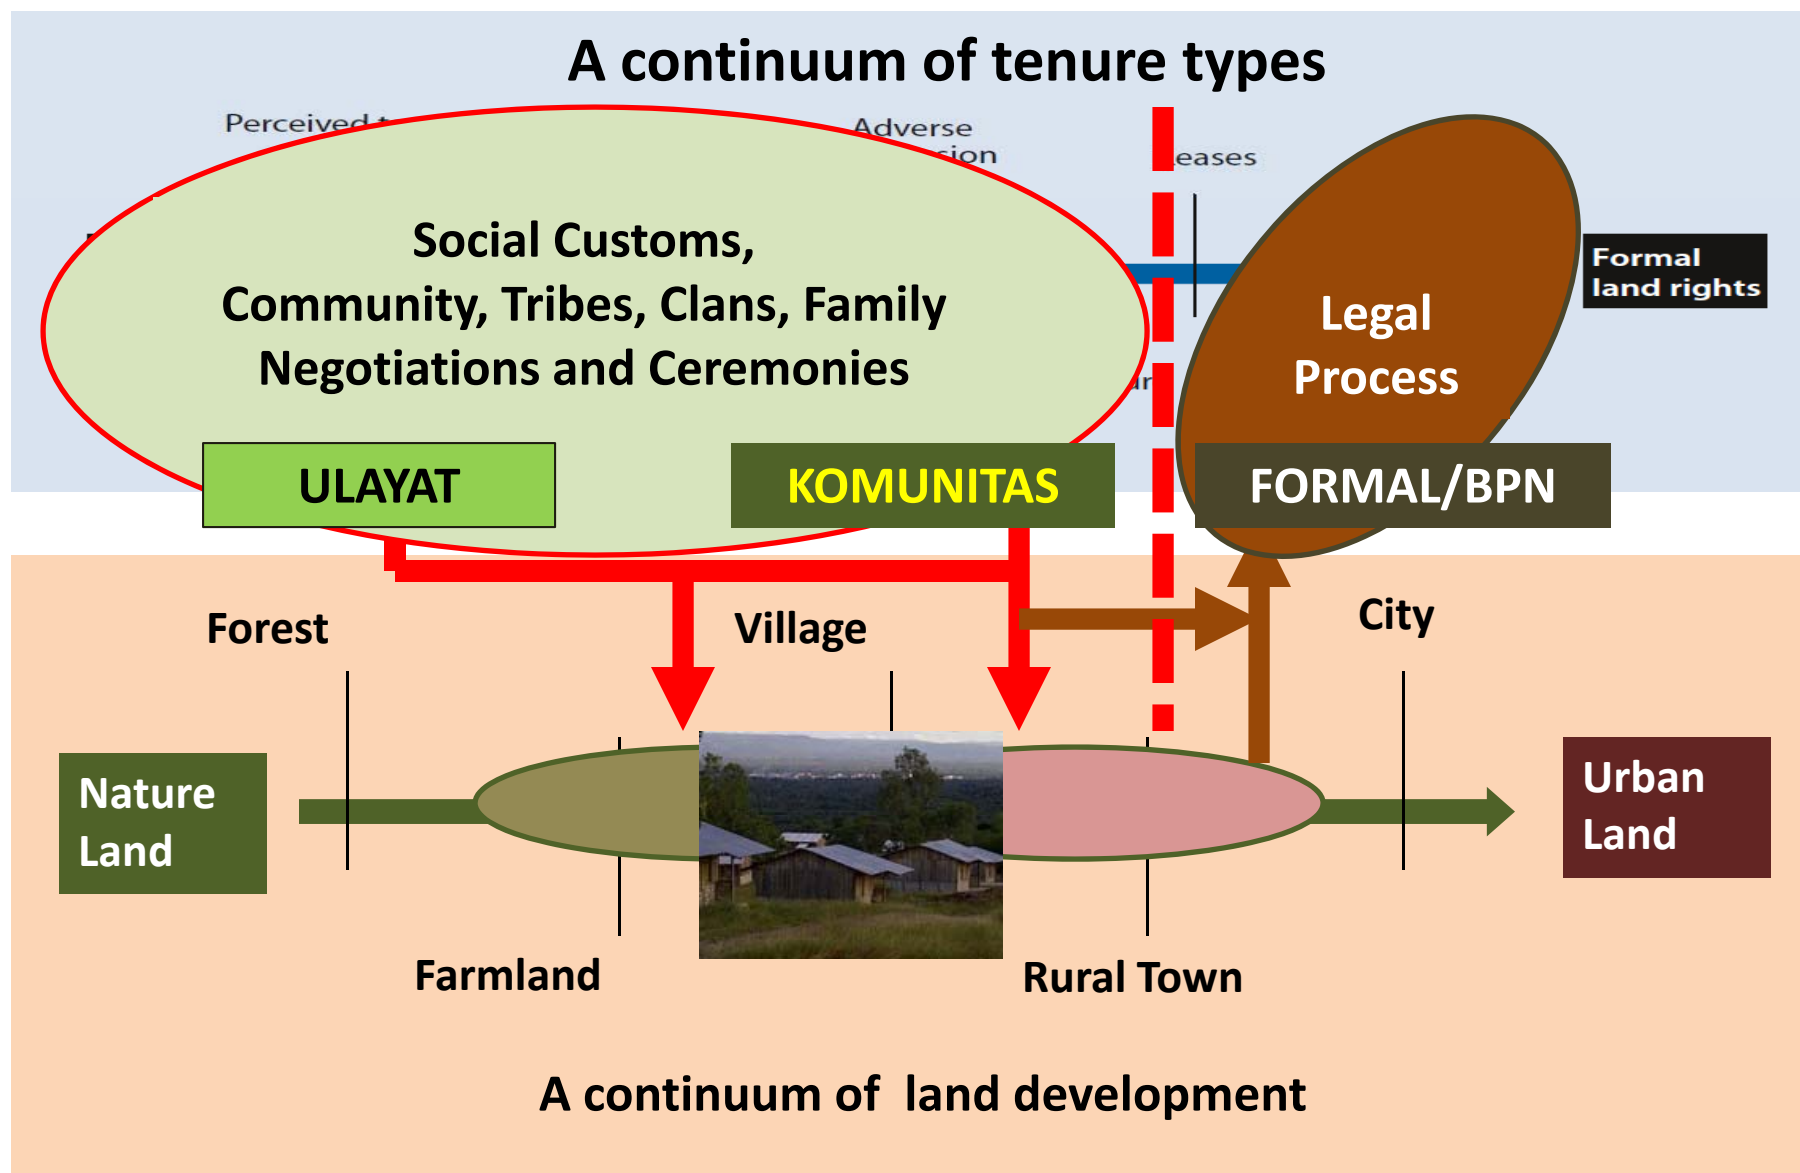 A continuum of tenure types
Perceived
Adverse
Social Customs,
Community, Tribes, Clans, Family
Negotiations and Ceremonies
Legal
Process
Formal
land rights
ULAYAT
KOMUNITAS
FORMAL/BPN
Forest
Village
City
Nature
Land
Urban
Land
Farmland
Rural Town
A continuum of land development